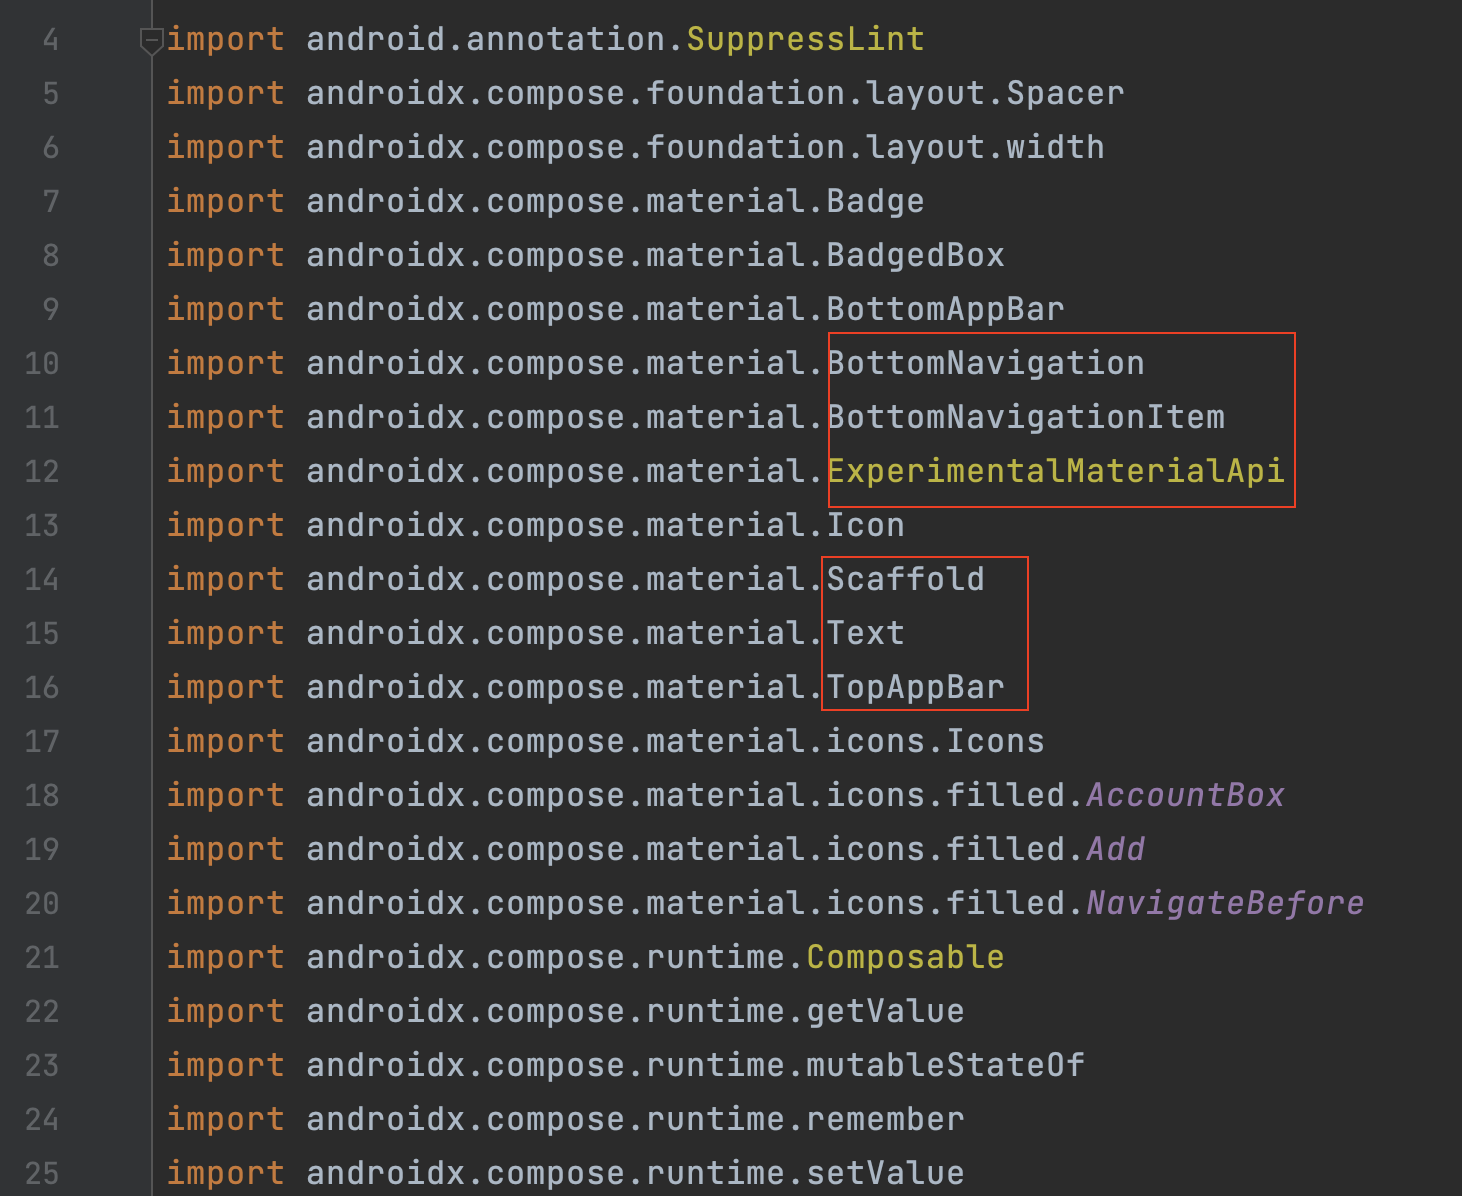 4 import android.annotation.SuppressLint
5 import androidx.compose.foundation.layout.Spacer
6 import androidx.compose.foundation.layout.width
7 import androidx.compose.material.Badge
8 import androidx.compose.material.BadgedBox
9 import androidx.compose.material.BottomAppBar
10 import androidx.compose.material.BottomNavigation
11 import androidx.compose.material.BottomNavigationItem
12 import androidx.compose.material.ExperimentalMaterialApi
13 import androidx.compose.material.Icon
14 import androidx.compose.material.Scaffold
15 import androidx.compose.material.Text
16 import androidx.compose.material.TopAppBar
17 import androidx.compose.material.icons.Icons
18 import androidx.compose.material.icons.filled.AccountBox
19 import androidx.compose.material.icons.filled.Add
20 import androidx.compose.material.icons.filled.NavigateBefore
21 import androidx.compose.runtime.Composable
22 import androidx.compose.runtime.getValue
23 import androidx.compose.runtime.mutableStateOf
24 import androidx.compose.runtime.remember
25 import androidx.compose.runtime.setValue